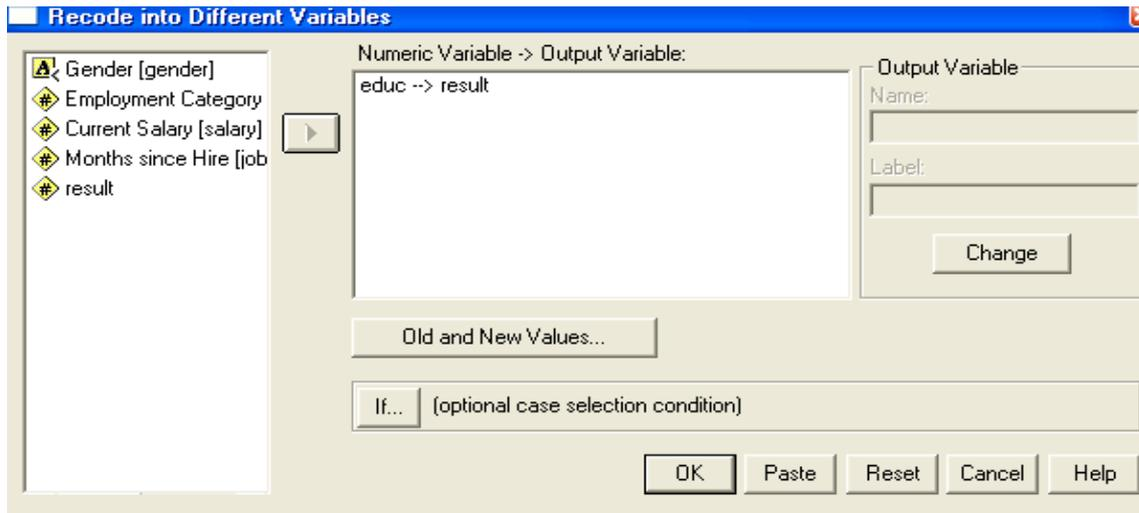 Recode into Different Variables
Gender [gender]
Employment Category
Current Salary [salary]
Months since Hire [job
result
Numeric Variable -> Output Variable:
educ --> result
Output Variable
Name:
Label:
Change
Old and New Values...
If... (optional case selection condition)
OK Paste Reset Cancel Help